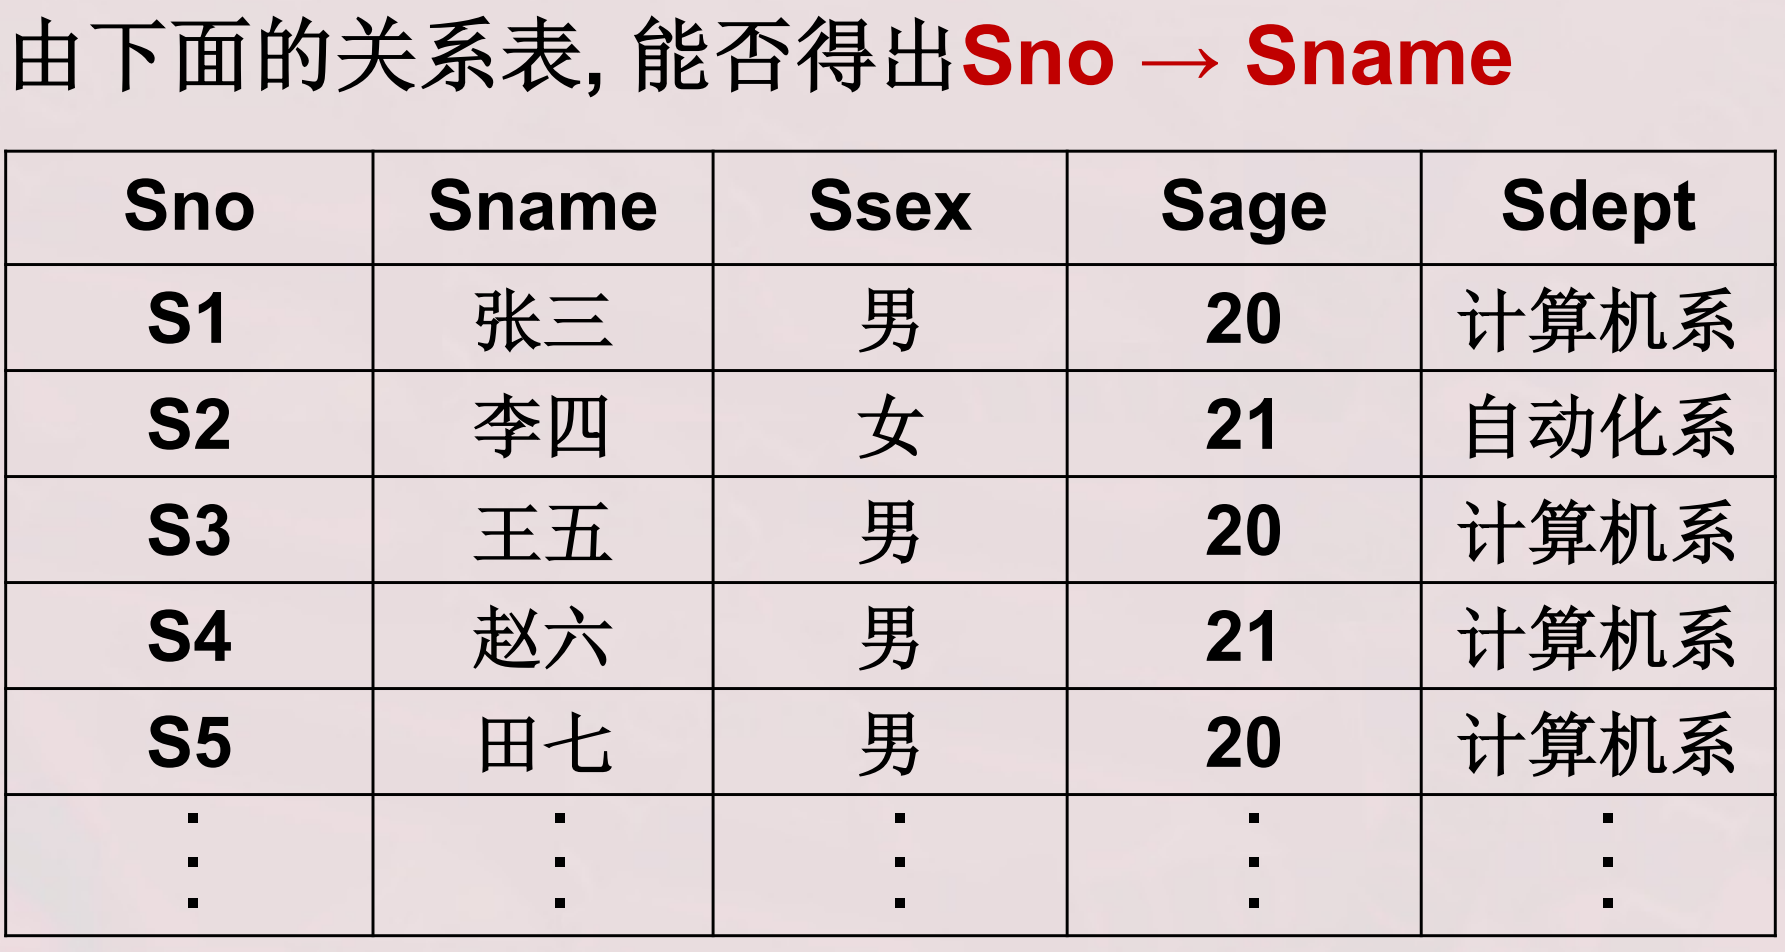 由下面的关系表, 能否得出Sno → Sname
Sno Sname Ssex Sage Sdept
S1 张三 男 20 计算机系
S2 李四 女 21 自动化系
S3 王五 男 20 计算机系
S4 赵六 男 21 计算机系
S5 田七 男 20 计算机系
. . . . .
. . . . .
. . . . .